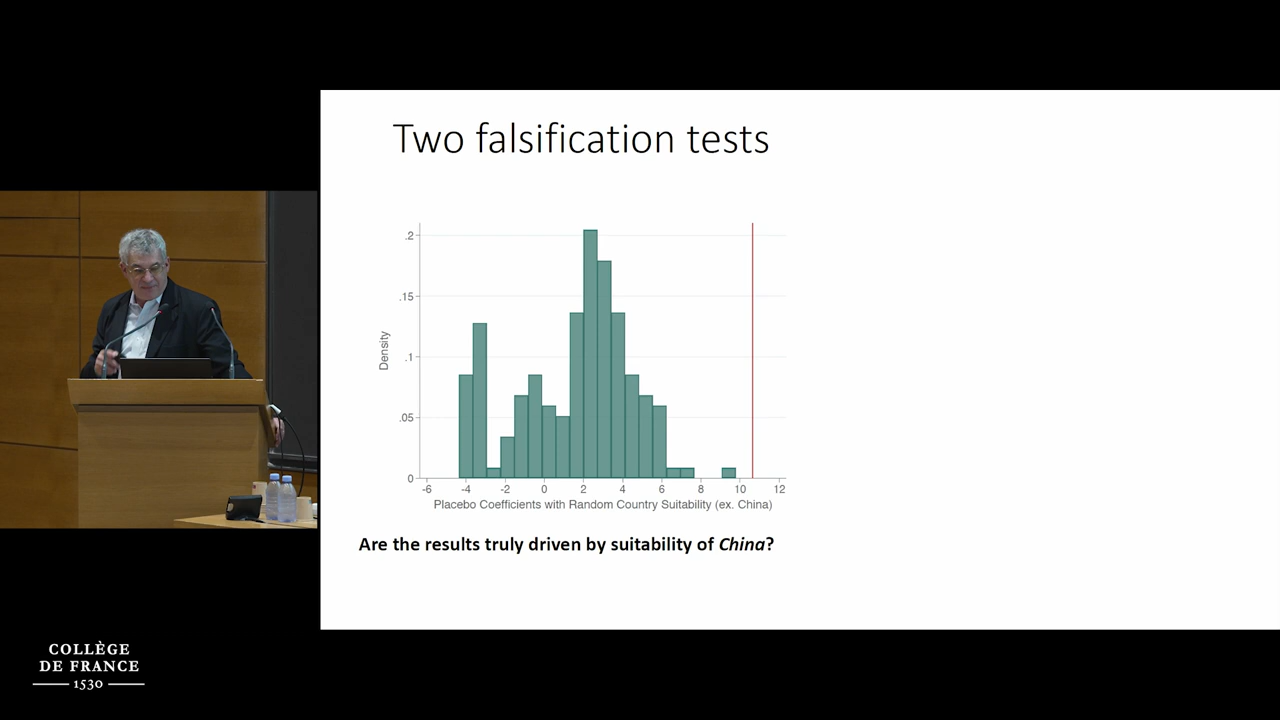 Two falsification tests
.2
.15
.1
.05
0
Density
-6 -4 -2 0 2 4 6 8 10 12
Placebo Coefficients with Random Country Suitability (ex. China)
Are the results truly driven by suitability of China?
COLLÈGE
DE FRANCE
1530